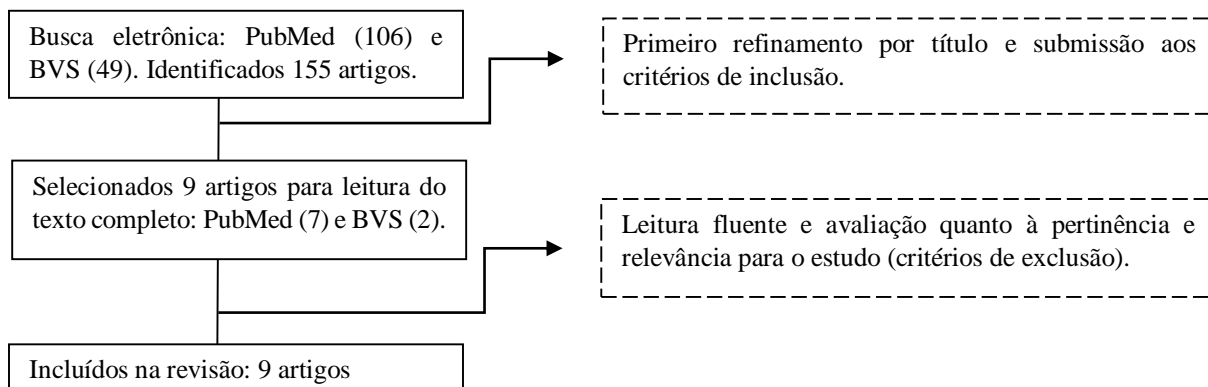 Busca eletrônica: PubMed (106) e
BVS (49). Identificados 155 artigos.
Primeiro refinamento por título e submissão aos
critérios de inclusão.
Selecionados 9 artigos para leitura do
texto completo: PubMed (7) e BVS (2).
Leitura fluente e avaliação quanto à pertinência e
relevância para o estudo (critérios de exclusão).
Incluídos na revisão: 9 artigos